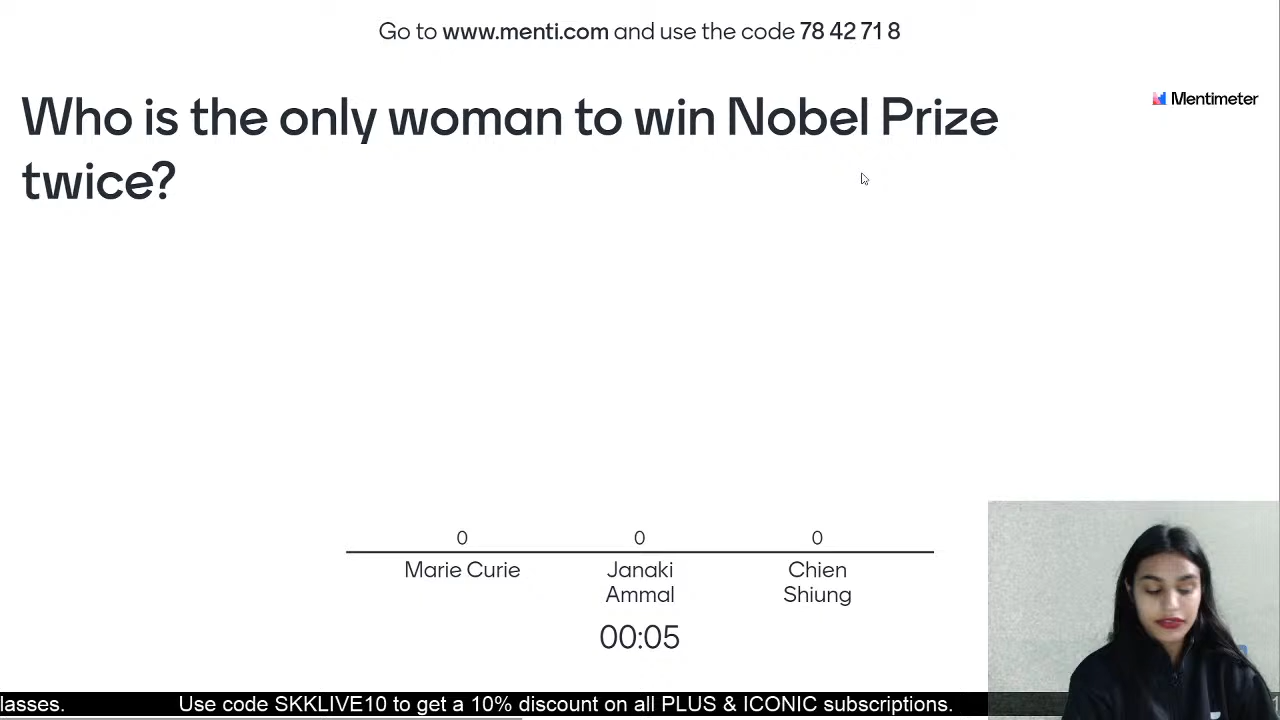 Go to www.menti.com and use the code 78 42 71 8
Mentimeter
Who is the only woman to win Nobel Prize
twice?
0 0 0
Marie Curie Janaki Chien
Ammal Shiung
00:05
lasses. Use code SKKLIVE10 to get a 10% discount on all PLUS & ICONIC subscriptions.